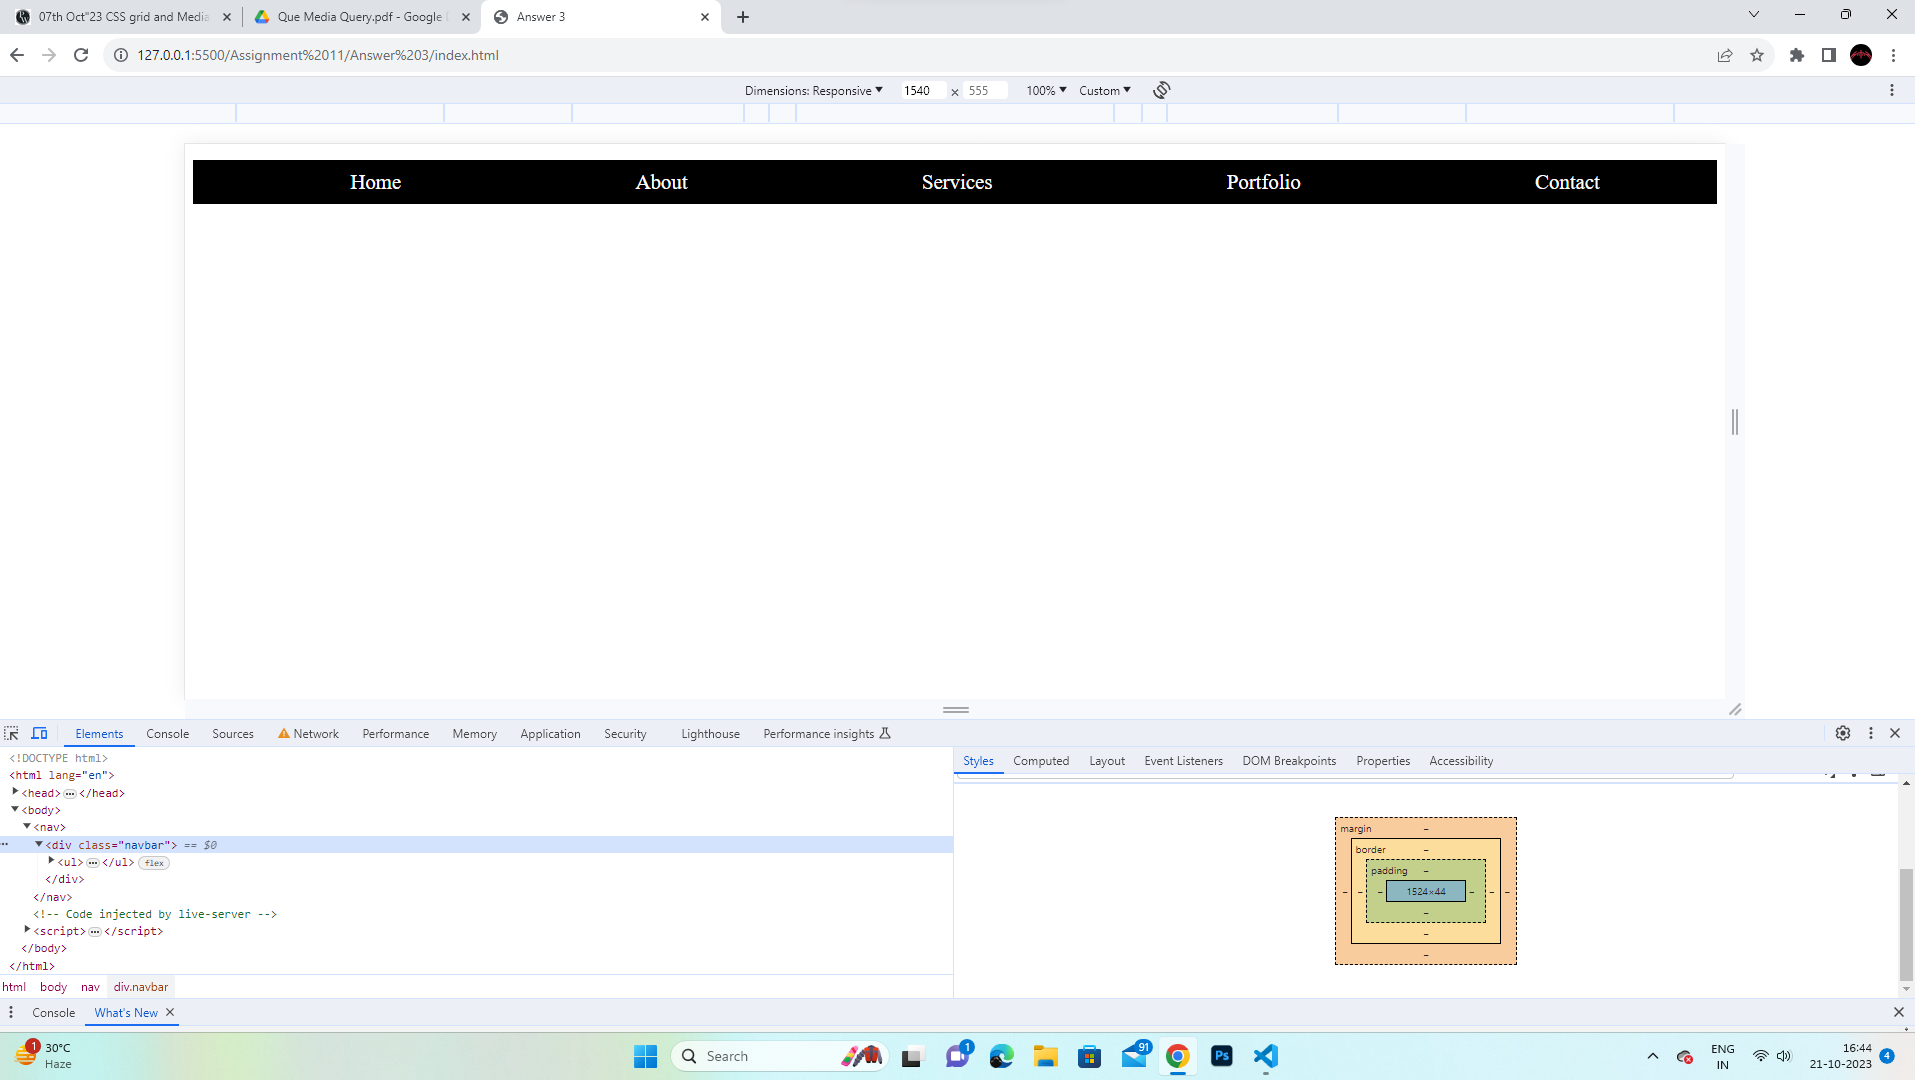 07th Oct"23 CSS grid and Media
Que Media Query.pdf - Google
Answer 3
127.0.0.1:5500/Assignment%2011/Answer%203/index.html
Dimensions: Responsive 1540 × 555 100% Custom
Home About Services Portfolio Contact
Elements Console Sources Network Performance Memory Application Security Lighthouse Performance insights
<!DOCTYPE html>
<html lang="en">
<head> ••• </head>
<body>
<nav>
<div class="navbar"> == $0
<ul> ••• </ul> flex
</div>
</nav>
<!-- Code injected by live-server -->
<script> ••• </script>
</body>
</html>
html body nav div.navbar
Styles Computed Layout Event Listeners DOM Breakpoints Properties Accessibility
margin –
border –
padding –
– – – 1524×44 – – –
–
–
–
Console What's New
1 30°C
Haze
Search
1
91
Ps
ENG
IN
16:44
21-10-2023
4